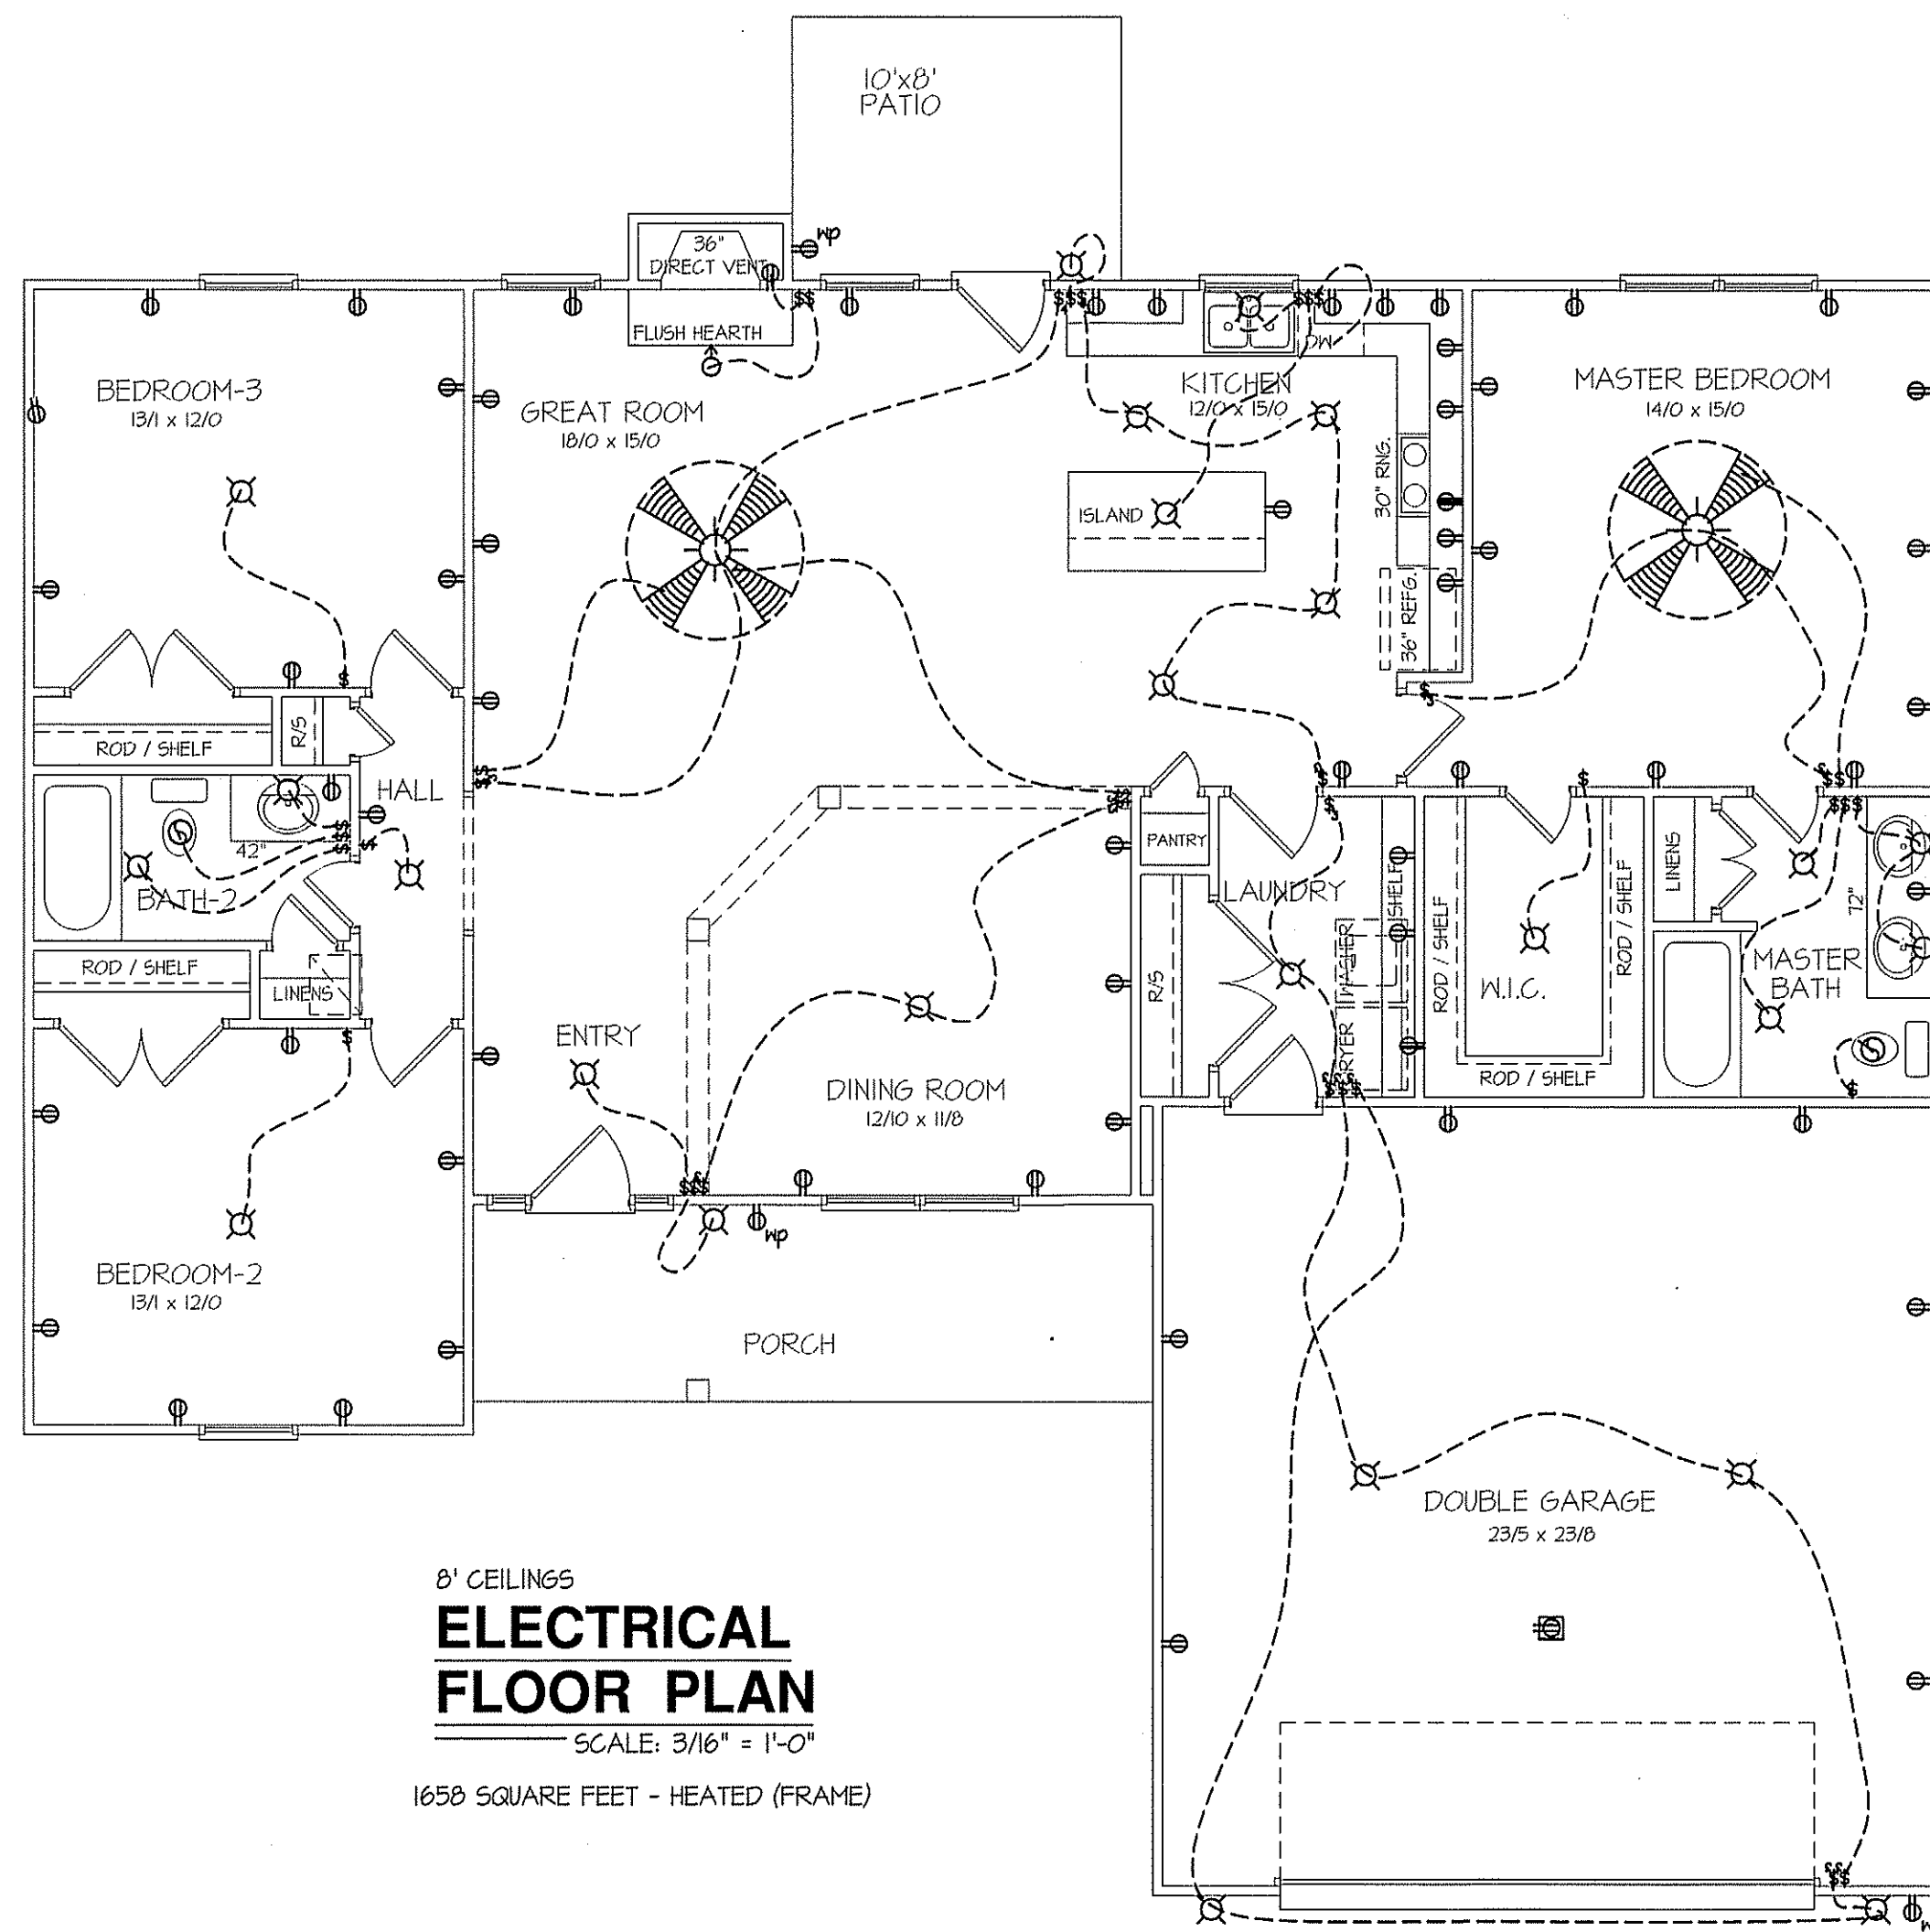 10'x8'
PATIO
36"
DIRECT VENT
FLUSH HEARTH
BEDROOM-3
13/1 x 12/0
GREAT ROOM
18/0 x 15/0
KITCHEN
12/0 x 15/0
MASTER BEDROOM
14/0 x 15/0
DW
30" RNG.
ISLAND
36" REFG.
ROD / SHELF
R/S
HALL
42"
BATH-2
PANTRY
LAUNDRY
SHELF
WASHER
DRYER
R/S
ROD / SHELF
W.I.C.
ROD / SHELF
ROD / SHELF
LINENS
72"
MASTER
BATH
ROD / SHELF
LINENS
ENTRY
DINING ROOM
12/10 x 11/8
BEDROOM-2
13/1 x 12/0
PORCH
DOUBLE GARAGE
23/5 x 23/8
8' CEILINGS
ELECTRICAL
FLOOR PLAN
SCALE: 3/16" = 1'-0"
1658 SQUARE FEET - HEATED (FRAME)